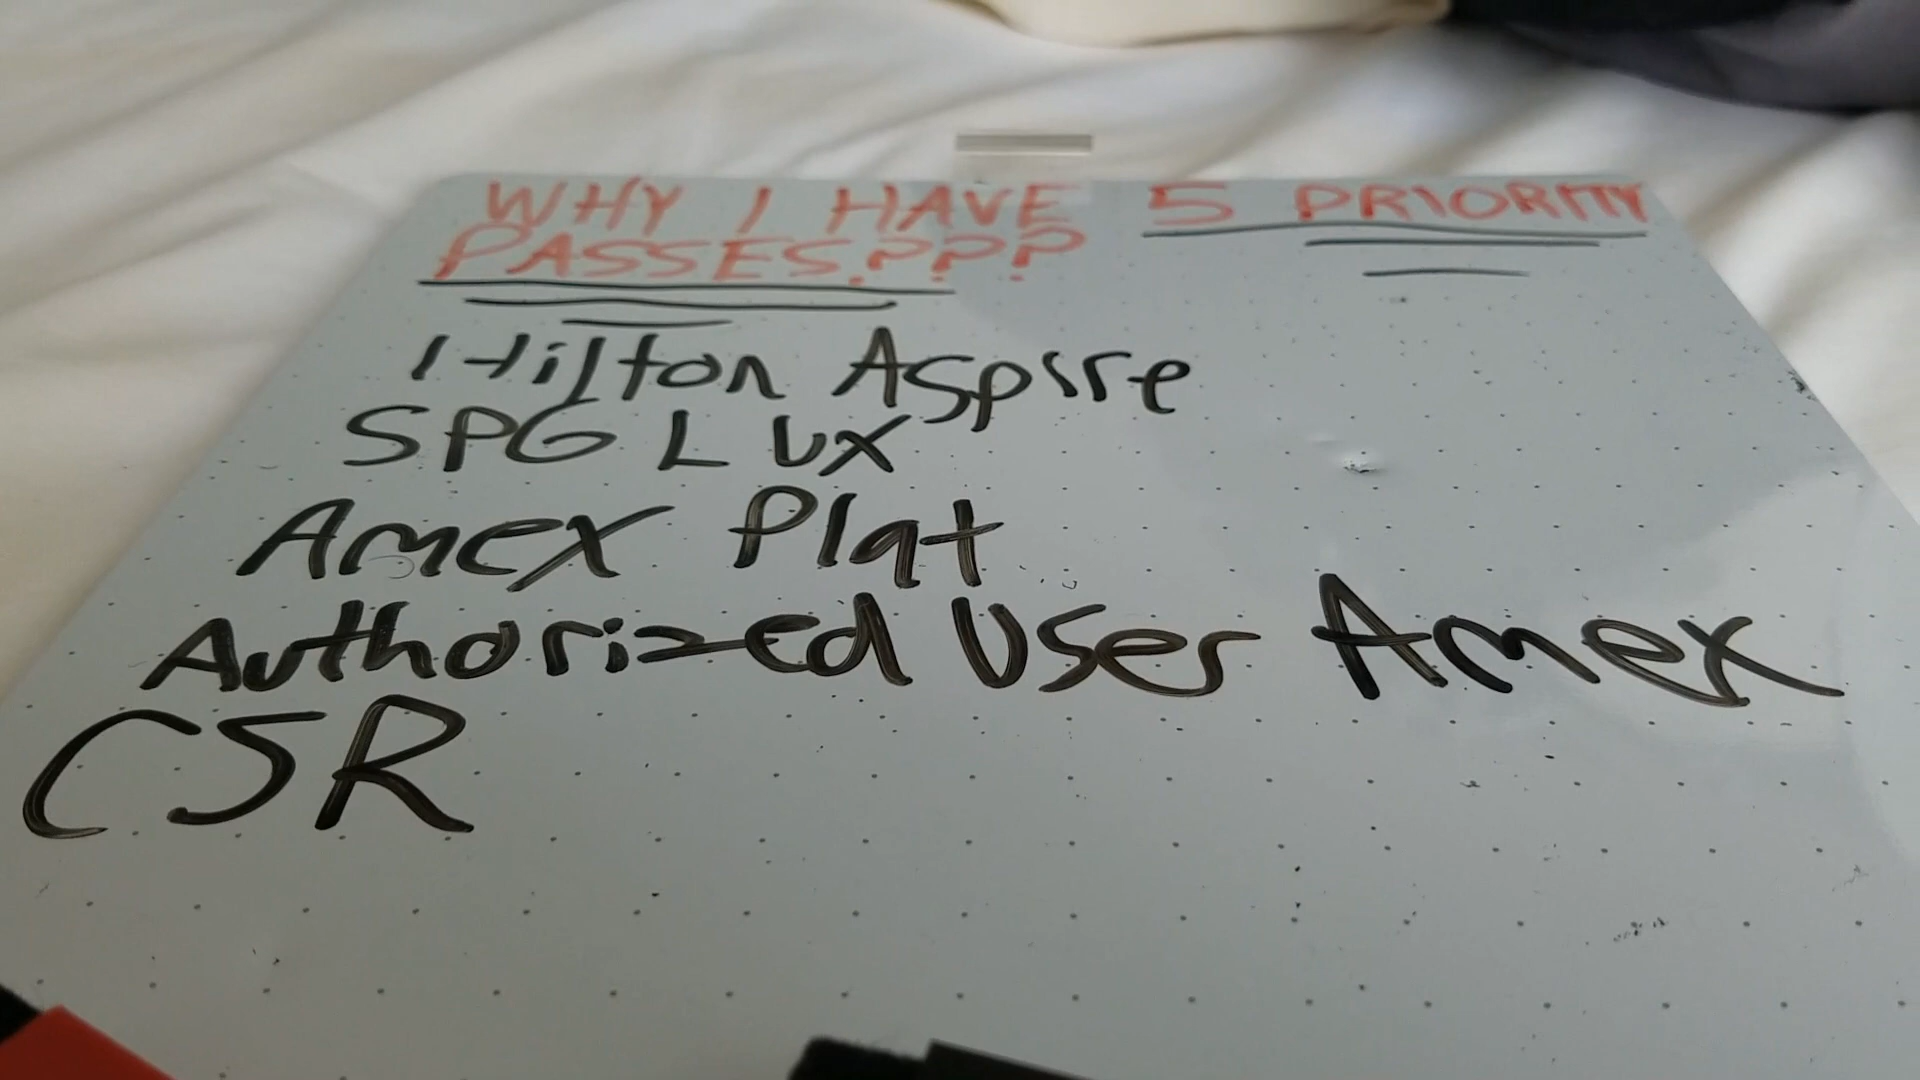 WHY I HAVE 5 PRIORITY
PASSES.???
Hilton Aspire
SPG LUX
Amex Plat
Authorized User Amex
CSR